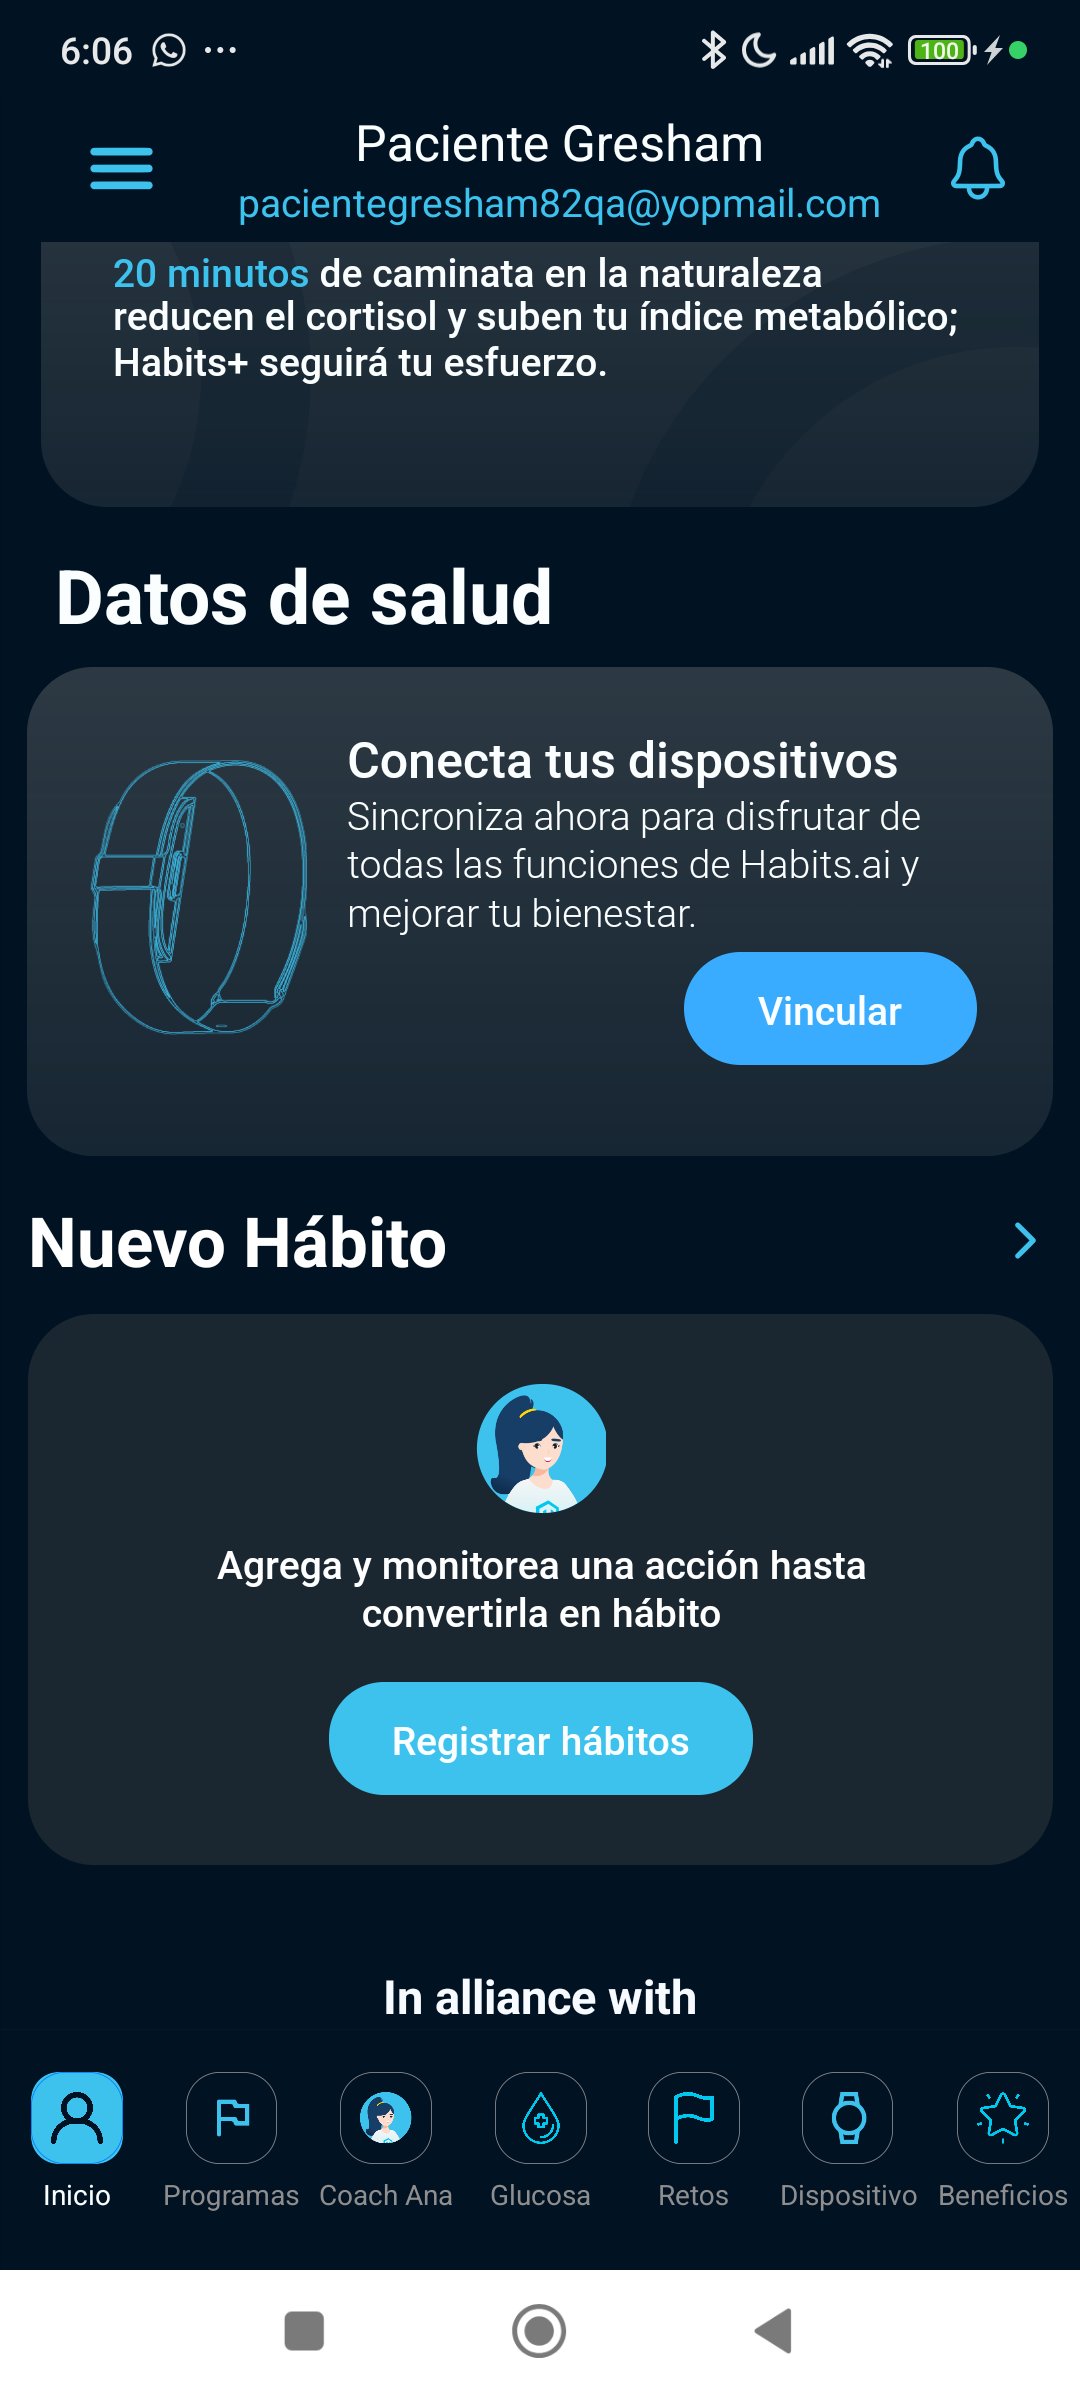 6:06
100
Paciente Gresham
pacientegresham82qa@yopmail.com
20 minutos de caminata en la naturaleza
reducen el cortisol y suben tu índice metabólico;
Habits+ seguirá tu esfuerzo.
Datos de salud
Conecta tus dispositivos
Sincroniza ahora para disfrutar de
todas las funciones de Habits.ai y
mejorar tu bienestar.
Vincular
Nuevo Hábito
Agrega y monitorea una acción hasta
convertirla en hábito
Registrar hábitos
In alliance with
Inicio
Programas
Coach Ana
Glucosa
Retos
Dispositivo
Beneficios